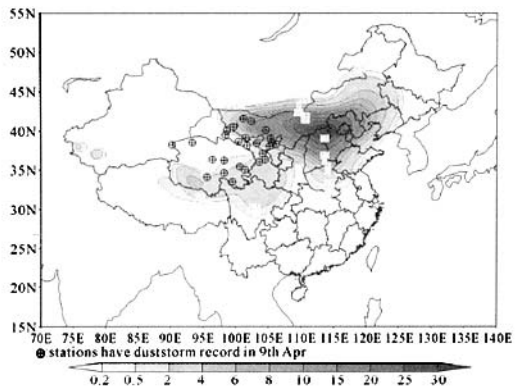 55N
50N
45N
40N
35N
30N
25N
20N
15N
70E 75E 80E 85E 90E 95E 100E 105E 110E 115E 120E 125E 130E 135E 140E
⊕ stations have duststorm record in 9th Apr
0.2 0.5 2 4 6 8 10 15 20 25 30